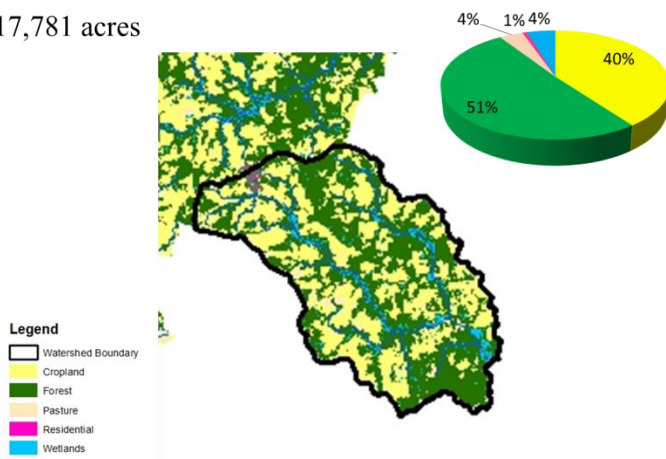 17,781 acres
4%
1%
4%
40%
51%
Legend
Watershed Boundary
Cropland
Forest
Pasture
Residential
Wetlands